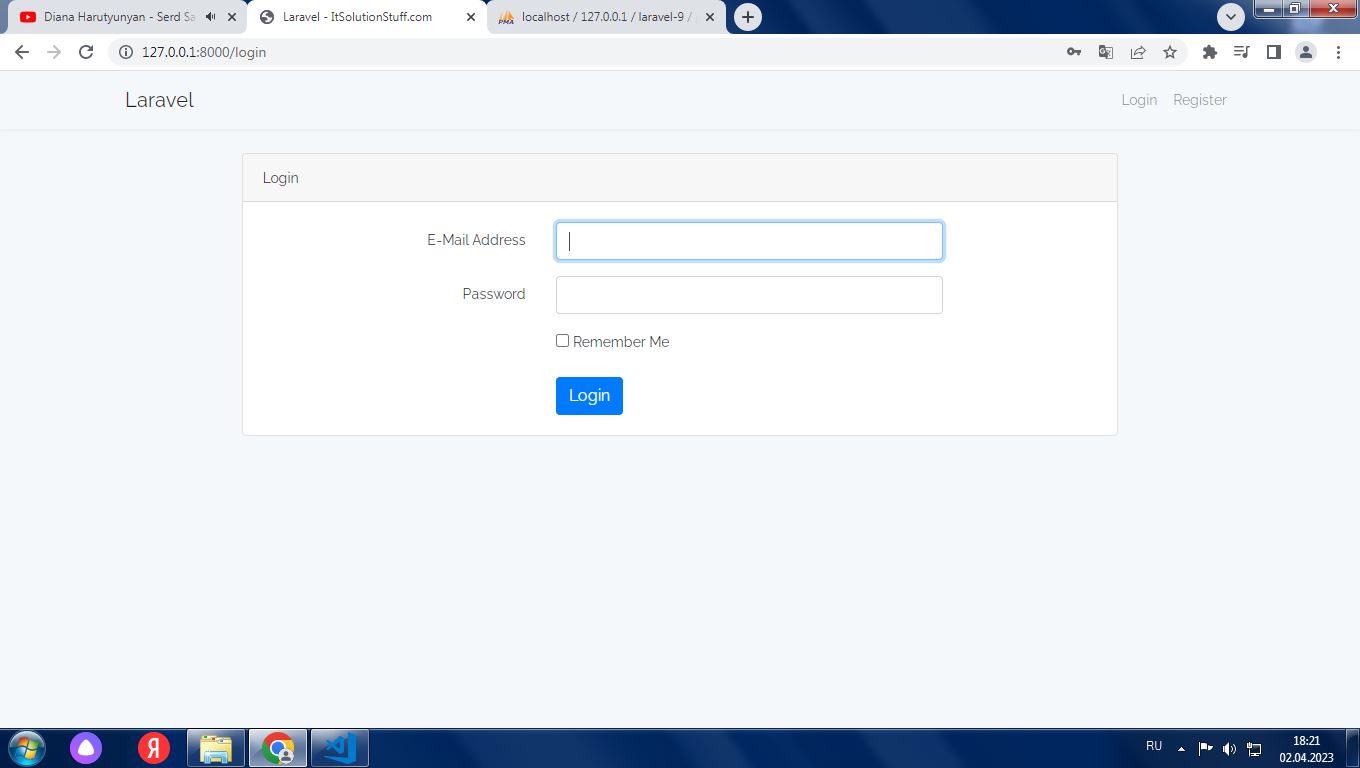 Diana Harutyunyan - Serd Sa
Laravel - ItSolutionStuff.com
localhost / 127.0.0.1 / laravel-9 /
127.0.0.1:8000/login
Laravel
Login
Register
Login
E-Mail Address
Password
Remember Me
Login
Я
RU
18:21
02.04.2023